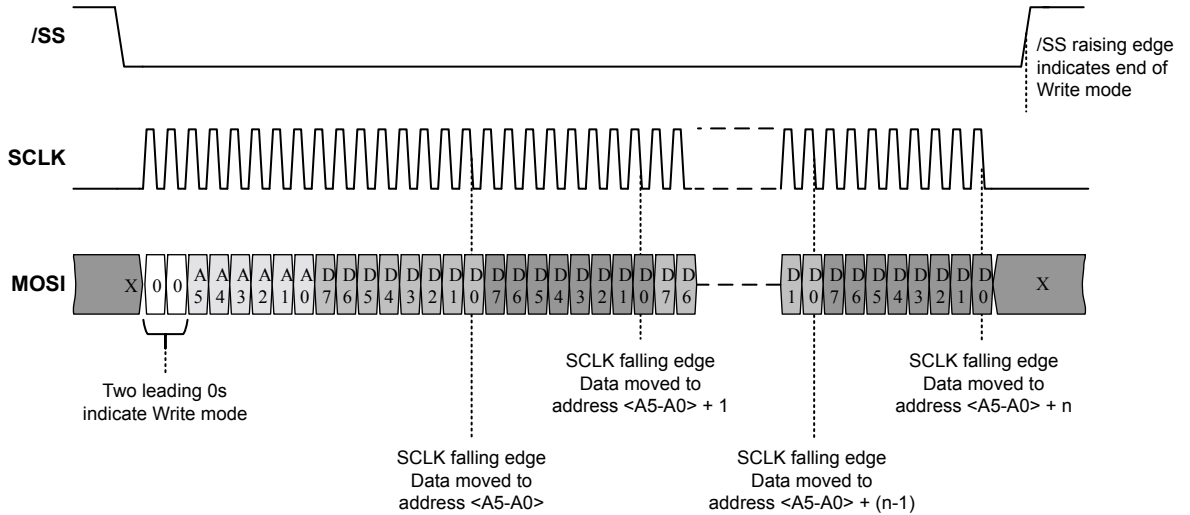 /SS
/SS raising edge
indicates end of
Write mode
SCLK
MOSI
X 0 0 A5 A4 A3 A2 A1 A0 D7 D6 D5 D4 D3 D2 D1 D0 D7 D6 D5 D4 D3 D2 D1 D0 D7 D6 D1 D0 D7 D6 D5 D4 D3 D2 D1 D0 X
Two leading 0s
indicate Write mode
SCLK falling edge
Data moved to
address <A5-A0>
SCLK falling edge
Data moved to
address <A5-A0> + 1
SCLK falling edge
Data moved to
address <A5-A0> + (n-1)
SCLK falling edge
Data moved to
address <A5-A0> + n